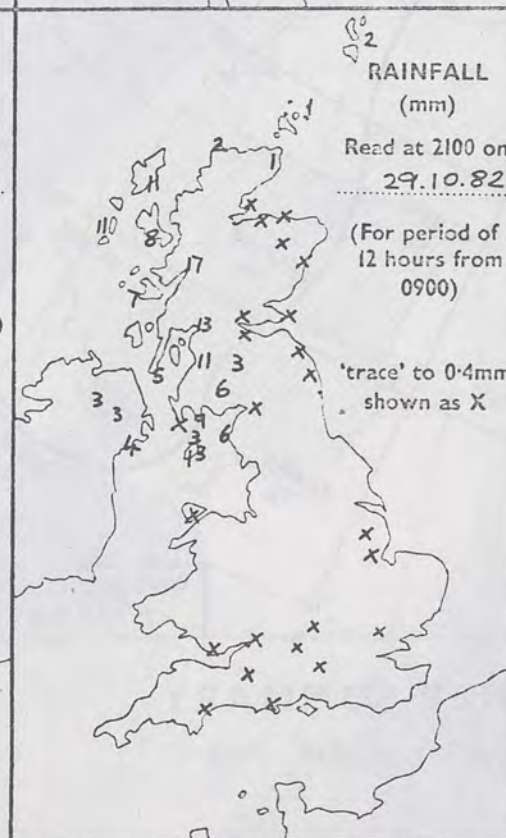 2
RAINFALL
(mm)
1
Read at 2100 on
2 1
29.10.82
11
X
X X
11 8
X
(For period of
12 hours from
0900)
X
17
7
X X
13
X
11
X
3
'trace' to 0.4mm
shown as X
5
X
6
3
3
X
9
X
6
3
4
43
X
X
X
X
X
X
X
X
X
X
X
X
X